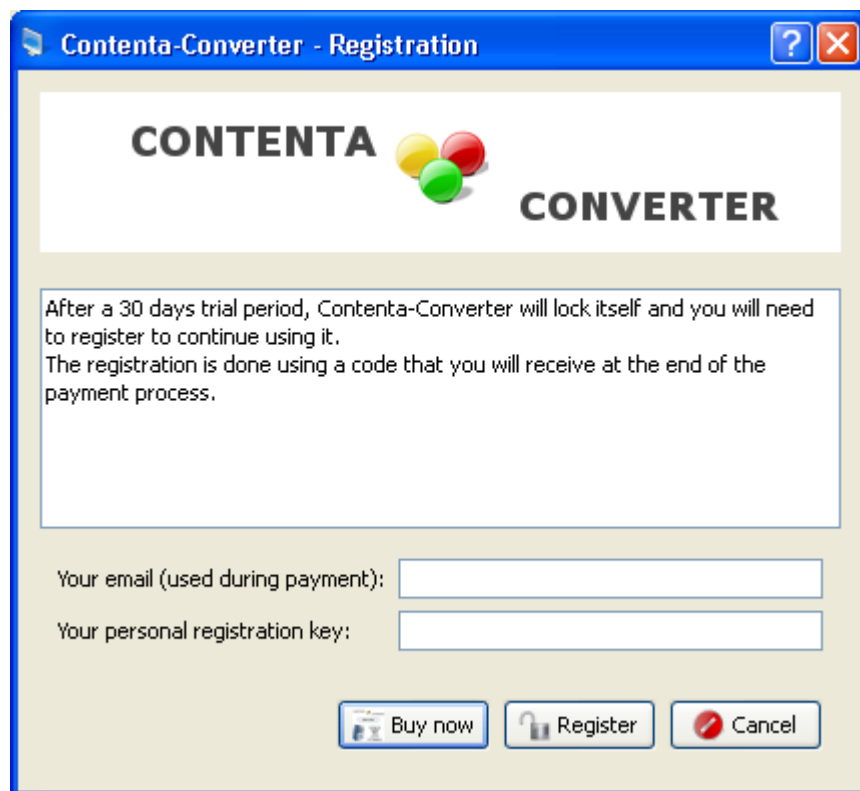 Contenta-Converter - Registration
CONTENTA
CONVERTER
After a 30 days trial period, Contenta-Converter will lock itself and you will need
to register to continue using it.
The registration is done using a code that you will receive at the end of the
payment process.
Your email (used during payment):
Your personal registration key:
Buy now
Register
Cancel